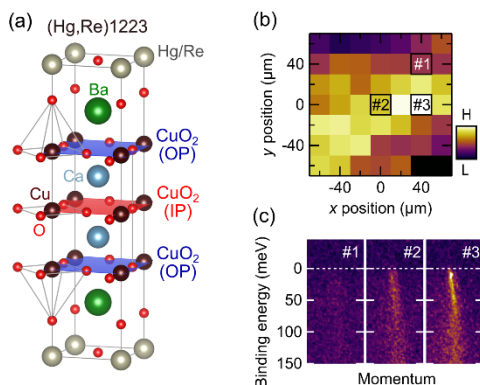 (a)
(Hg,Re)1223
Hg/Re
Ba
CuO₂
(OP)
Ca
Cu
CuO₂
(IP)
O
CuO₂
(OP)
(b)
y position (µm)
40
0
-40
#1
#2
#3
H
L
-40
0
40
x position (µm)
(c)
Binding energy (meV)
0
50
100
150
#1
#2
#3
Momentum